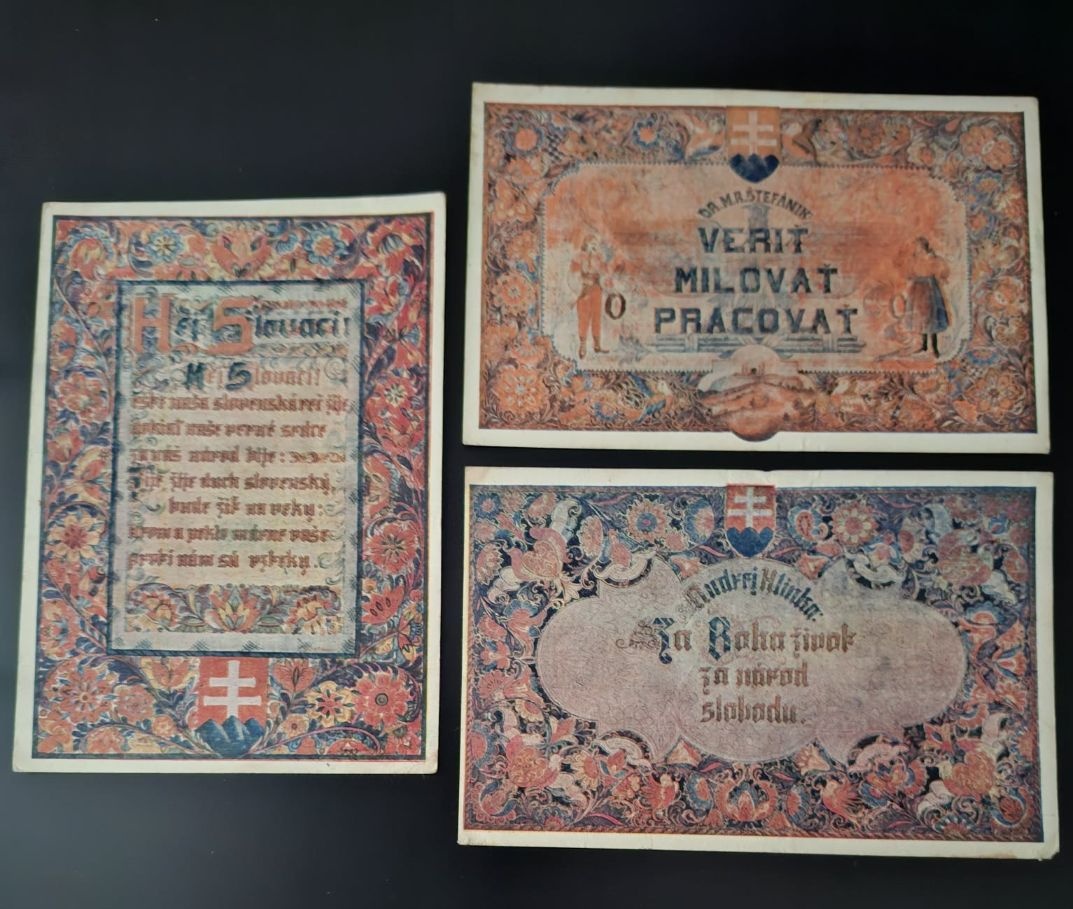 Hej Slováci!
Hej Slováci!
ešte naša slovenská reč žije
dokiaľ naše verné srdce
za náš národ bije:
Žije žije duch slovenský,
bude žiť na veky:
Hrom a peklo márne vaše
proti nám sú vzteky.
DR. M.R. ŠTEFÁNIK
VERIŤ
MILOVAŤ
PRACOVAŤ
Andrej Hlinka:
Za Boha život
za národ
slobodu.